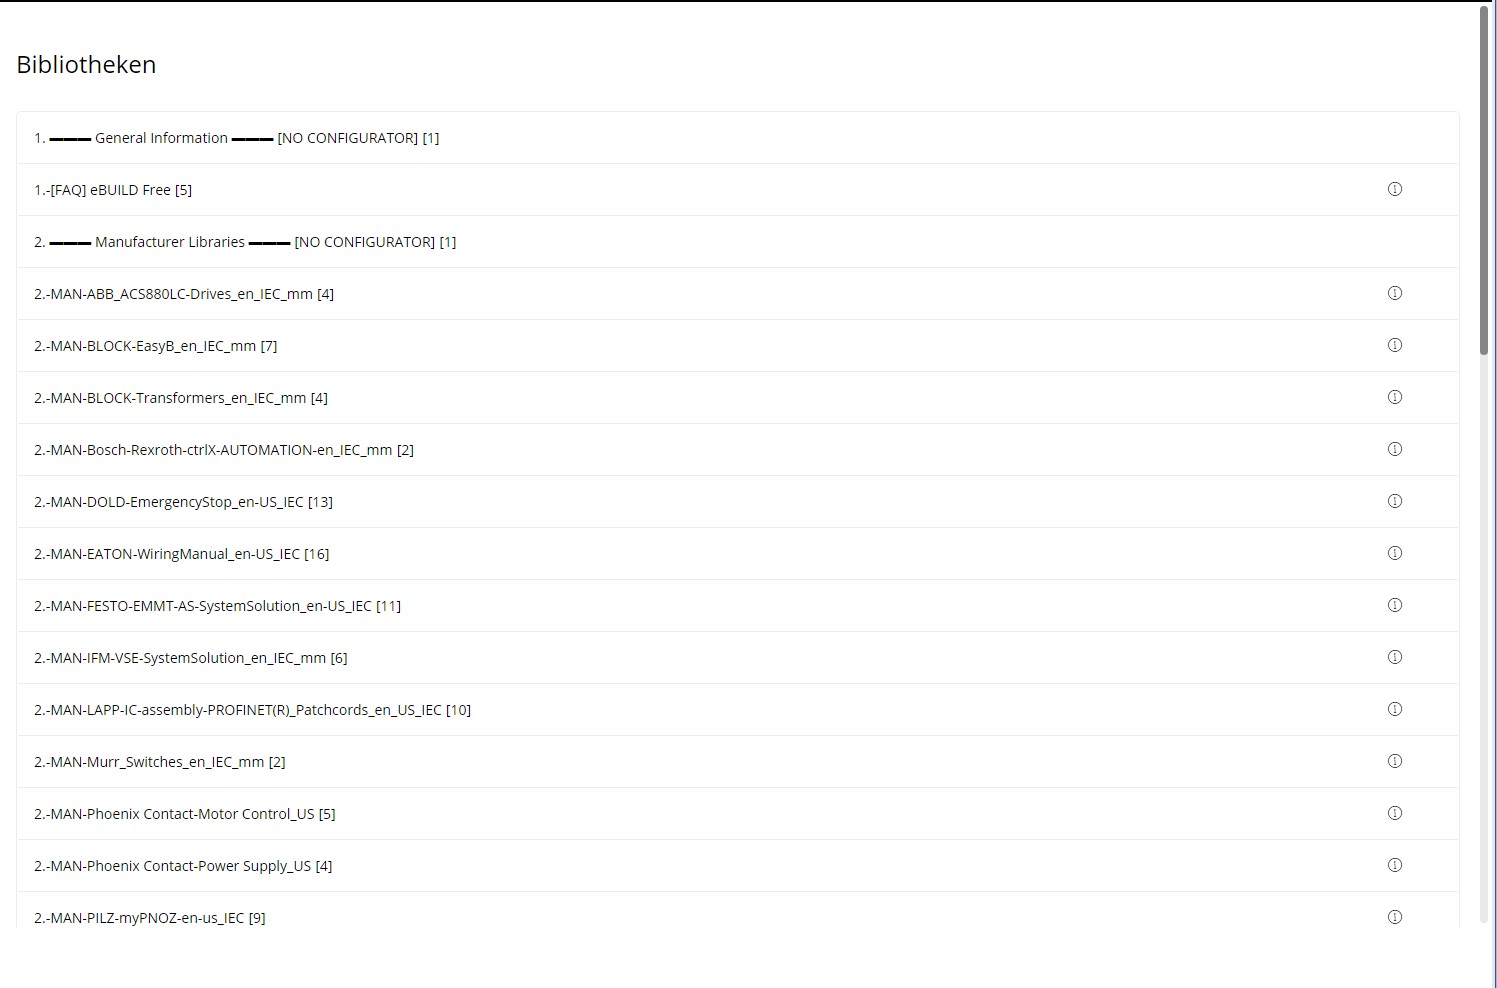 Bibliotheken
1. ▬▬▬ General Information ▬▬▬ [NO CONFIGURATOR] [1]
1.-[FAQ] eBUILD Free [5]
2. ▬▬▬ Manufacturer Libraries ▬▬▬ [NO CONFIGURATOR] [1]
2.-MAN-ABB_ACS880LC-Drives_en_IEC_mm [4]
2.-MAN-BLOCK-EasyB_en_IEC_mm [7]
2.-MAN-BLOCK-Transformers_en_IEC_mm [4]
2.-MAN-Bosch-Rexroth-ctrlX-AUTOMATION-en_IEC_mm [2]
2.-MAN-DOLD-EmergencyStop_en-US_IEC [13]
2.-MAN-EATON-WiringManual_en-US_IEC [16]
2.-MAN-FESTO-EMMT-AS-SystemSolution_en-US_IEC [11]
2.-MAN-IFM-VSE-SystemSolution_en_IEC_mm [6]
2.-MAN-LAPP-IC-assembly-PROFINET(R)_Patchcords_en_US_IEC [10]
2.-MAN-Murr_Switches_en_IEC_mm [2]
2.-MAN-Phoenix Contact-Motor Control_US [5]
2.-MAN-Phoenix Contact-Power Supply_US [4]
2.-MAN-PILZ-myPNOZ-en-us_IEC [9]